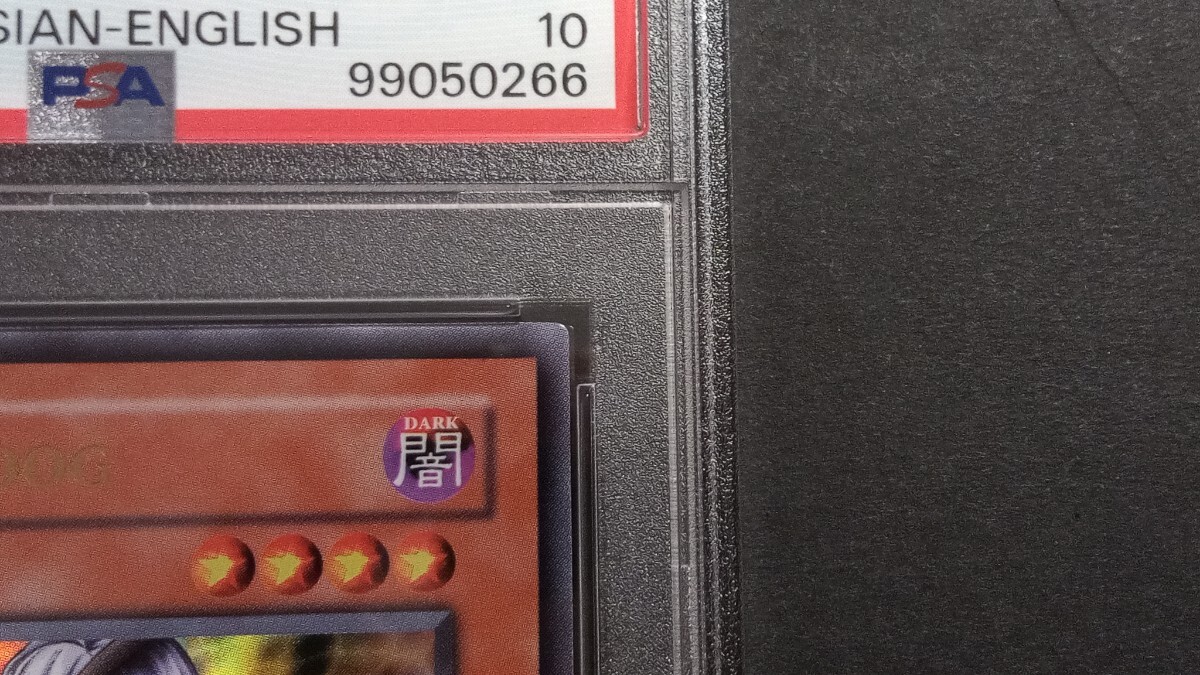 SIAN-ENGLISH 10
PSA 99050266
DARK
闇